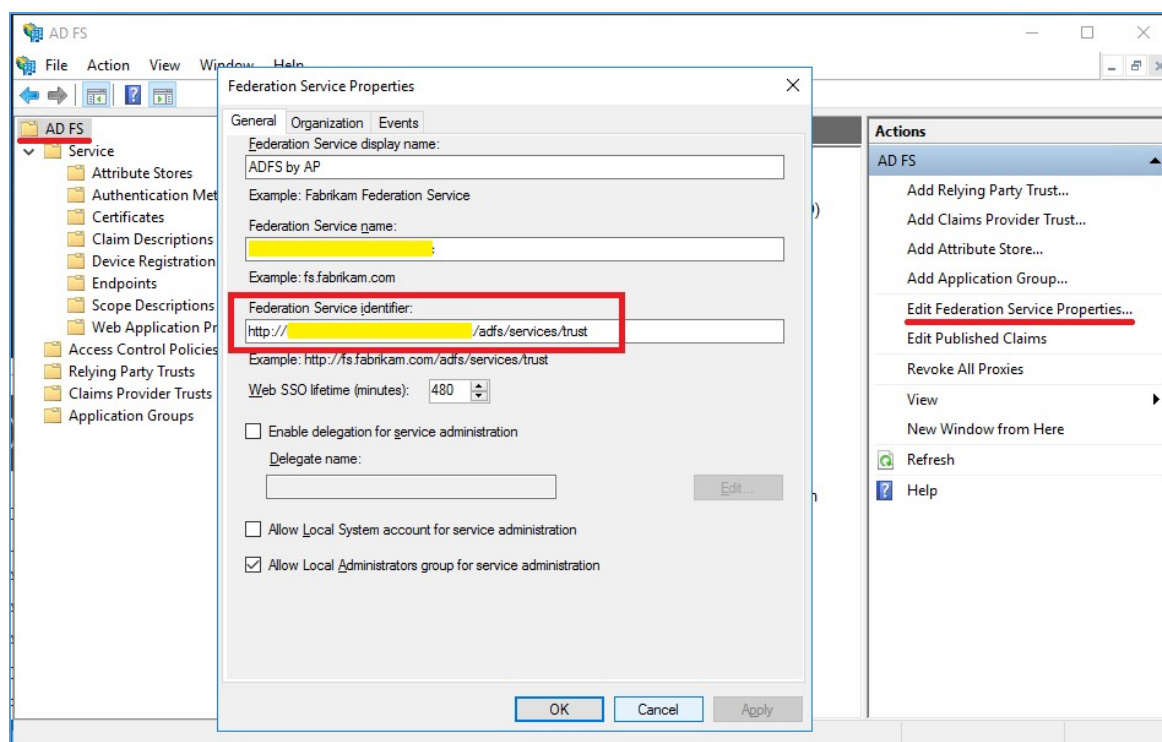 AD FS
File Action View Window Help
Federation Service Properties
General Organization Events
Federation Service display name:
ADFS by AP
Example: Fabrikam Federation Service
Federation Service name:
Example: fs.fabrikam.com
Federation Service identifier:
http:// /adfs/services/trust
Example: http://fs.fabrikam.com/adfs/services/trust
Web SSO lifetime (minutes): 480
Enable delegation for service administration
Delegate name:
Edit...
Allow Local System account for service administration
Allow Local Administrators group for service administration
OK Cancel Apply
AD FS
Service
Attribute Stores
Authentication Met
Certificates
Claim Descriptions
Device Registration
Endpoints
Scope Descriptions
Web Application Pr
Access Control Policies
Relying Party Trusts
Claims Provider Trusts
Application Groups
Actions
AD FS
Add Relying Party Trust...
Add Claims Provider Trust...
Add Attribute Store...
Add Application Group...
Edit Federation Service Properties...
Edit Published Claims
Revoke All Proxies
View
New Window from Here
Refresh
Help